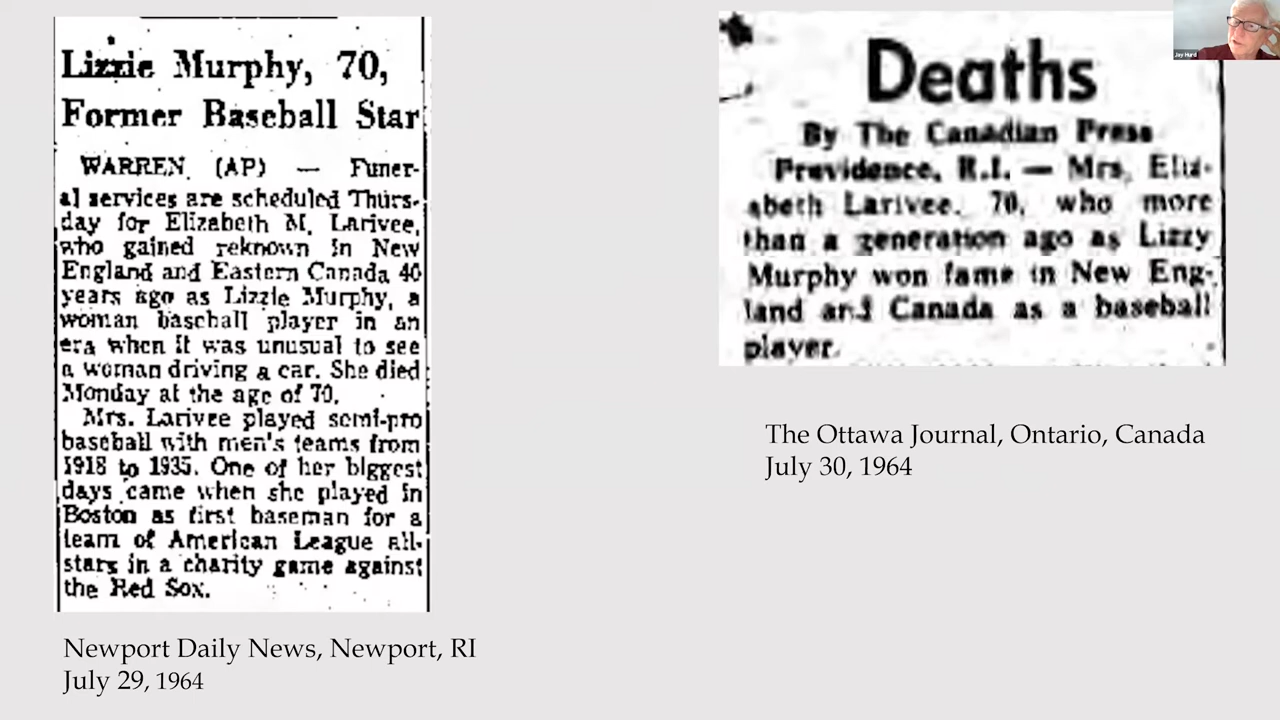 Lizzie Murphy, 70,
Former Baseball Star
WARREN (AP) — Funer-
al services are scheduled Thurs-
day for Elizabeth M. Larivee,
who gained reknown in New
England and Eastern Canada 40
years ago as Lizzie Murphy, a
woman baseball player in an
era when it was unusual to see
a woman driving a car. She died
Monday at the age of 70.
Mrs. Larivee played semi-pro
baseball with men's teams from
1918 to 1935. One of her biggest
days came when she played in
Boston as first baseman for a
team of American League all-
stars in a charity game against
the Red Sox.
Newport Daily News, Newport, RI
July 29, 1964
Deaths
By The Canadian Press
Providence, R.I. — Mrs. Eliz-
abeth Larivee, 70, who more
than a generation ago as Lizzy
Murphy won fame in New Eng-
land and Canada as a baseball
player.
The Ottawa Journal, Ontario, Canada
July 30, 1964
Jay Hurd